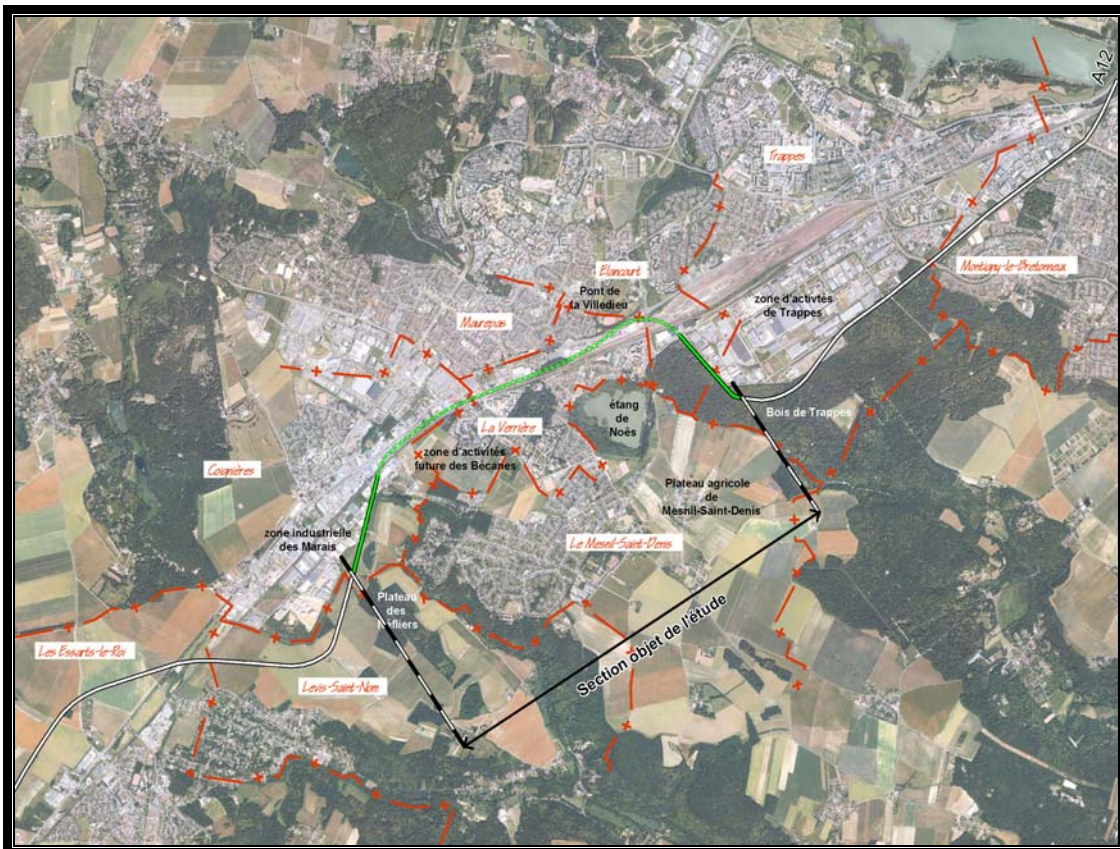 A12
Trappes
Montigny-le-Bretonneux
Elancourt
Pont de
la Villedieu
zone d'activtés
de Trappes
Maurepas
étang
de
Noës
Bois de Trappes
La Verrière
zone d'activités
future des Bécanes
Coignières
Plateau agricole
de
Mesnil-Saint-Denis
zone industrielle
des Marais
Le Mesnil-Saint-Denis
Plateau
des
Néfliers
Section objet de l'étude
Les Essarts-le-Roi
Levis-Saint-Nom